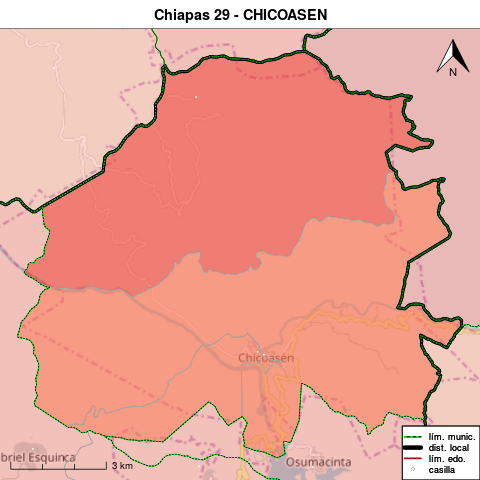 Chiapas 29 - CHICOASEN
N
Chicoasén
briel Esquinca
Osumacinta
3 km
lím. munic.
dist. local
lím. edo.
casilla